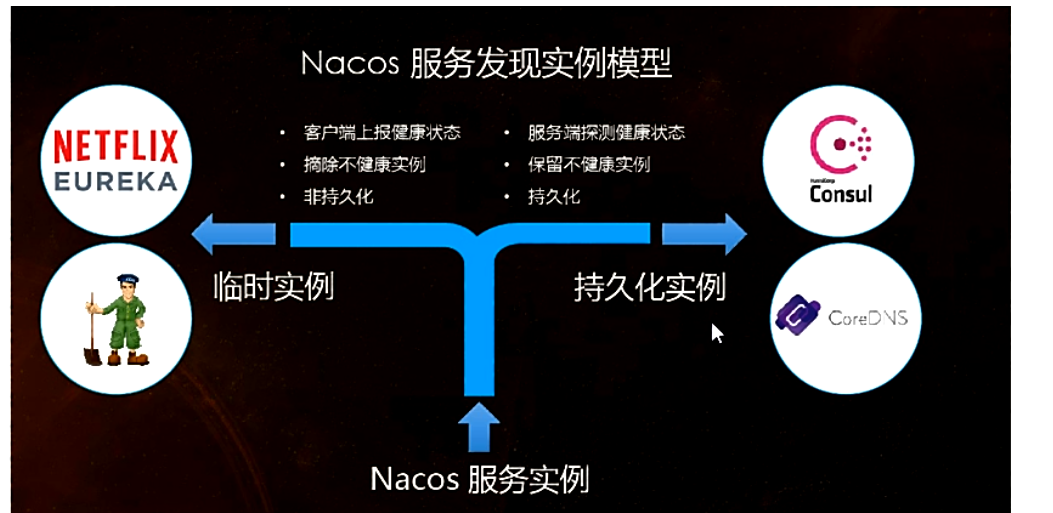 Nacos 服务发现实例模型
NETFLIX
EUREKA
• 客户端上报健康状态
• 摘除不健康实例
• 非持久化
• 服务端探测健康状态
• 保留不健康实例
• 持久化
HashiCorp
Consul
临时实例
持久化实例
CoreDNS
Nacos 服务实例